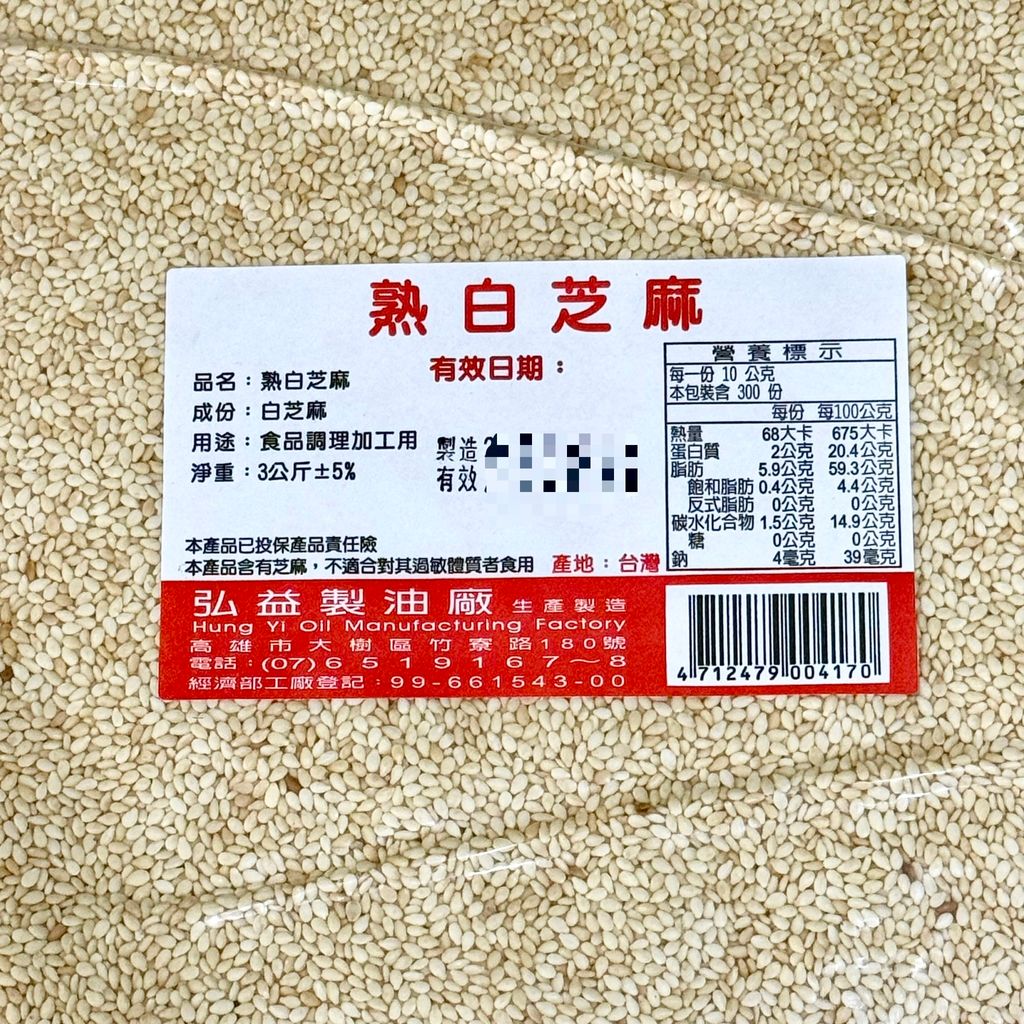 熟白芝麻
有效日期：
品名：熟白芝麻
成份：白芝麻
用途：食品調理加工用
淨重：3公斤±5%
製造
有效
本產品已投保產品責任險
本產品含有芝麻，不適合對其過敏體質者食用
產地：台灣
營養標示
每一份 10 公克
本包裝含 300 份
每份 每100公克
熱量 68大卡 675大卡
蛋白質 2公克 20.4公克
脂肪 5.9公克 59.3公克
飽和脂肪 0.4公克 4.4公克
反式脂肪 0公克 0公克
碳水化合物 1.5公克 14.9公克
糖 0公克 0公克
鈉 4毫克 39毫克
弘益製油廠 生產製造
Hung Yi Oil Manufacturing Factory
高雄市大樹區竹寮路180號
電話：(07)6519167～8
經濟部工廠登記：99-661543-00
4 712479 004170